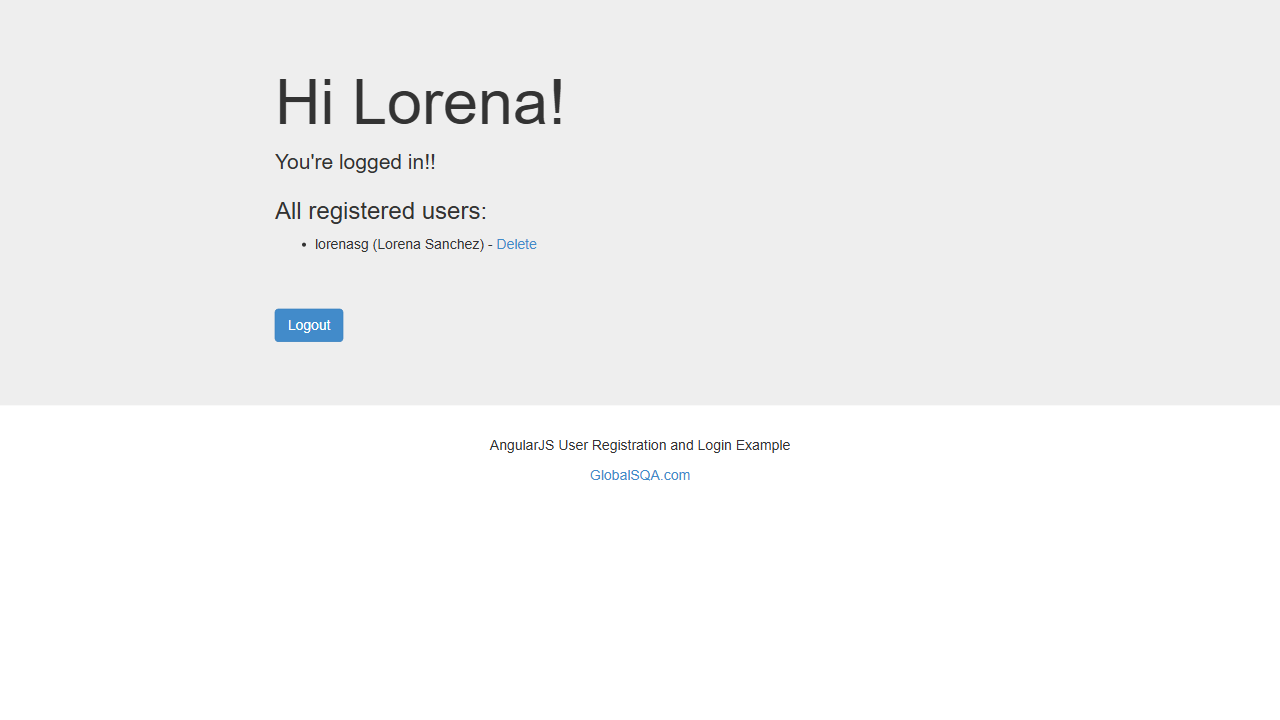 Hi Lorena!
You're logged in!!
All registered users:
• lorenasg (Lorena Sanchez) - Delete
Logout
AngularJS User Registration and Login Example
GlobalSQA.com